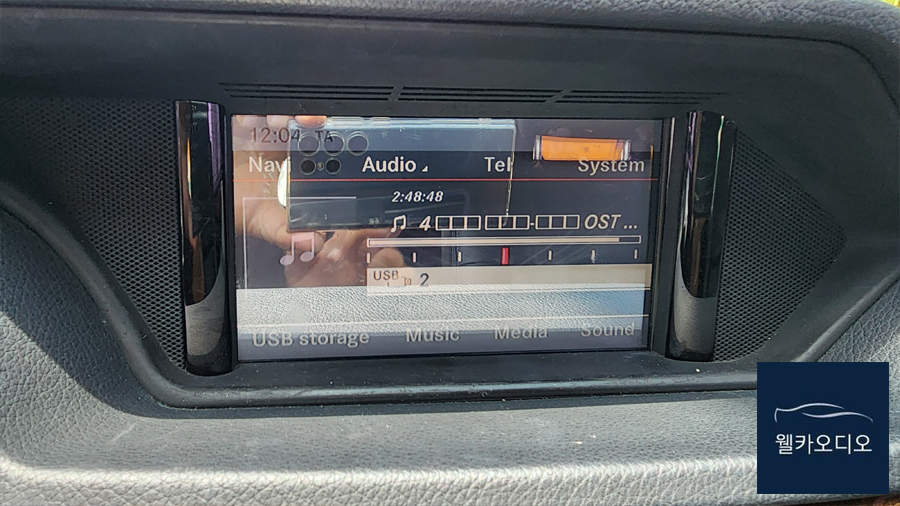 12:04 TA
Navi Audio Tel System
2:48:48
4□□□ □□□-□□□ OST ...
USB 2
USB storage Music Media Sound
웰카오디오